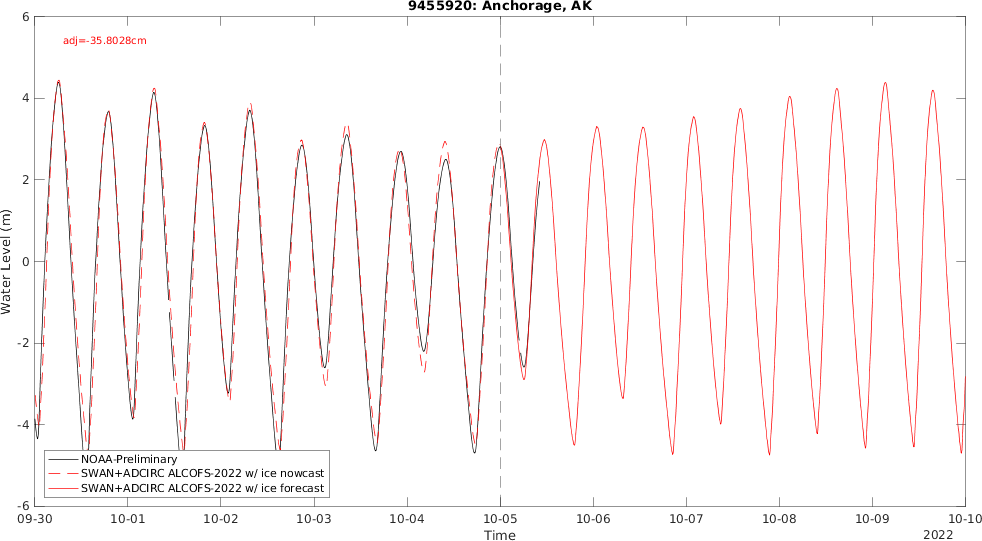 9455920: Anchorage, AK
adj=-35.8028cm
Water Level (m)
6
4
2
0
-2
-4
-6
NOAA-Preliminary
SWAN+ADCIRC ALCOFS-2022 w/ ice nowcast
SWAN+ADCIRC ALCOFS-2022 w/ ice forecast
09-30 10-01 10-02 10-03 10-04 10-05 10-06 10-07 10-08 10-09 10-10
Time
2022